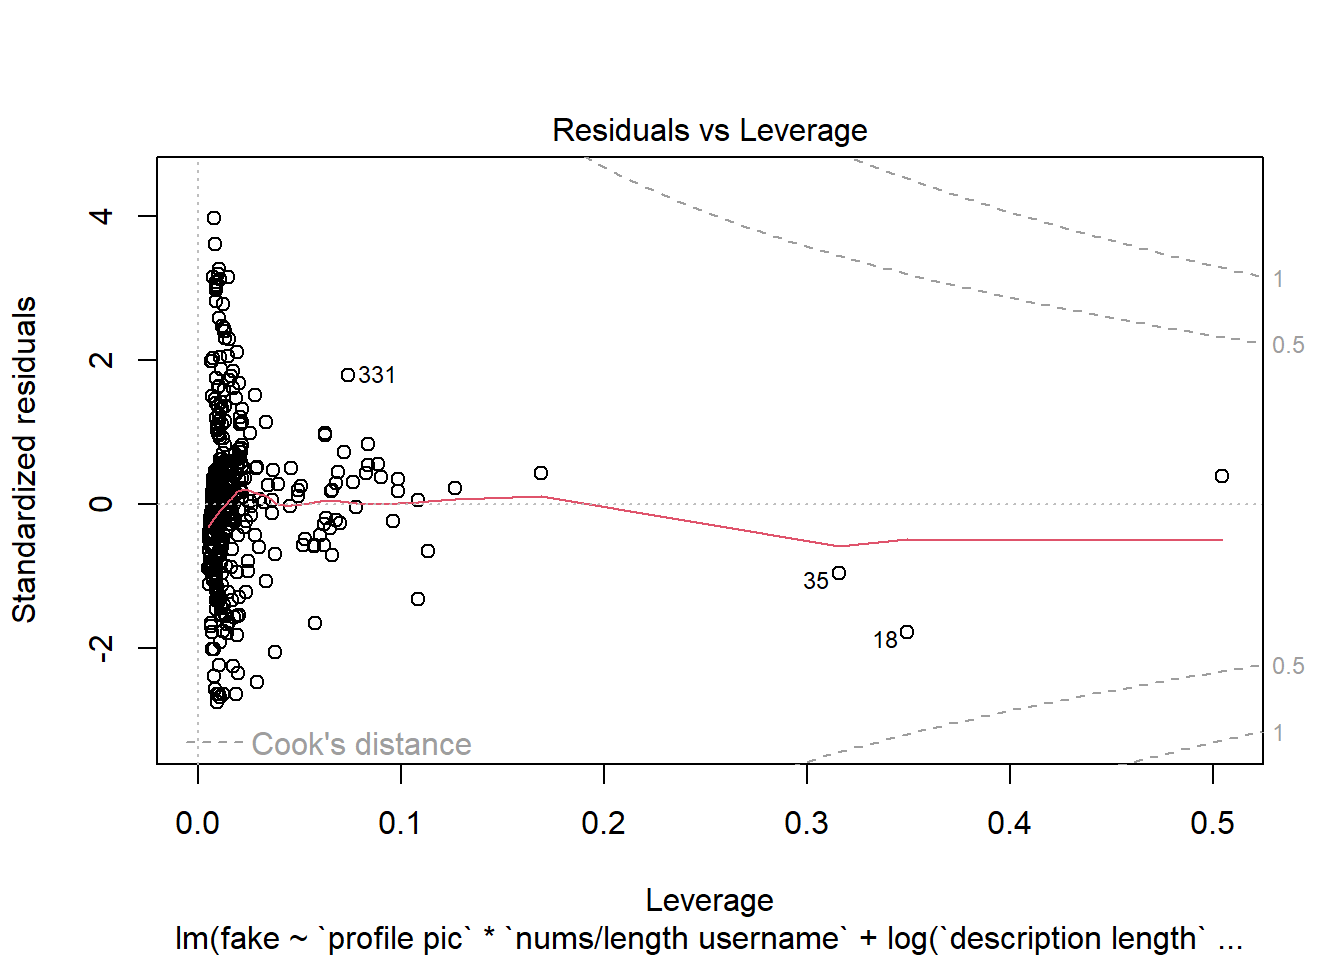 Residuals vs Leverage
Standardized residuals
4
2
0
-2
331
35
18
1
0.5
0.5
1
Cook's distance
0.0 0.1 0.2 0.3 0.4 0.5
Leverage
lm(fake ~ `profile pic` * `nums/length username` + log(`description length` ...